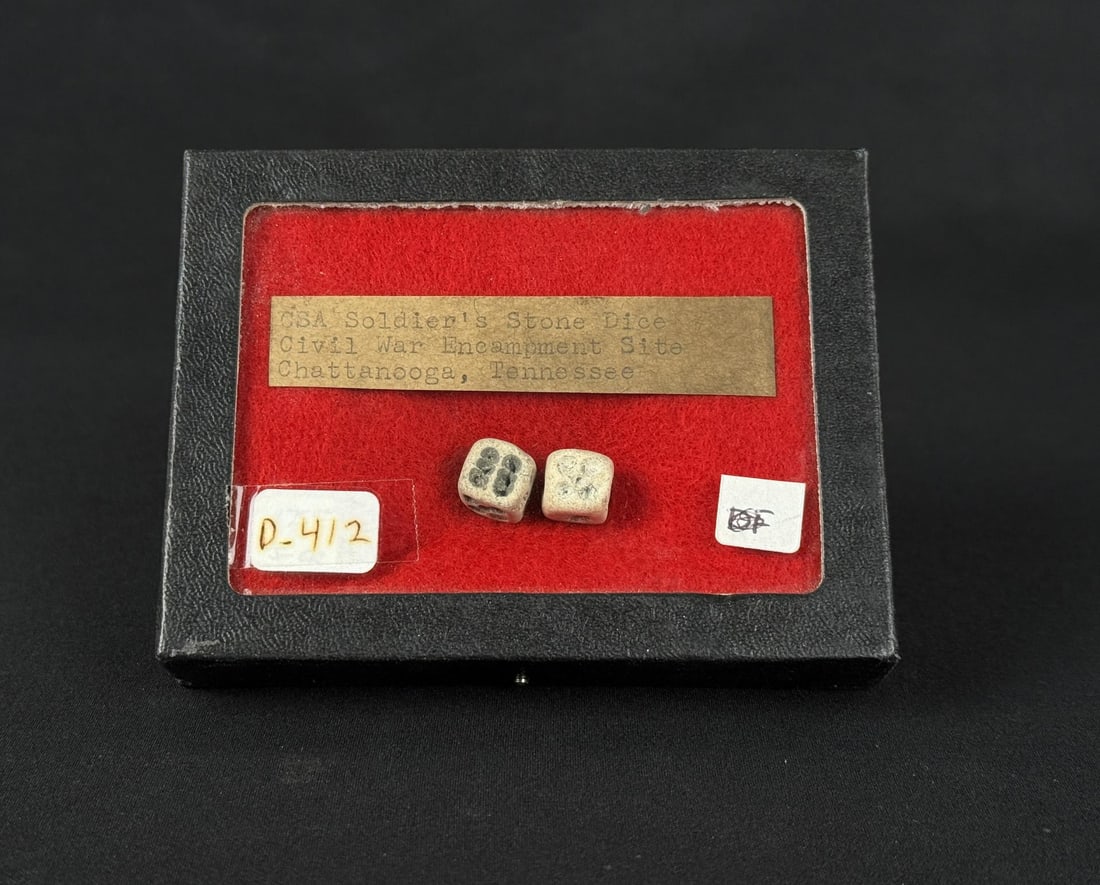 CSA Soldier's Stone Dice
Civil War Encampment Site
Chattanooga, Tennessee
D-412